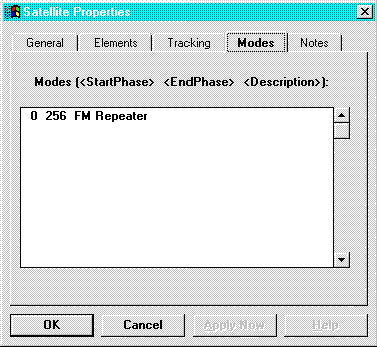 Satellite Properties
General Elements Tracking Modes Notes
Modes (<StartPhase> <EndPhase> <Description>):
0 256 FM Repeater
OK Cancel Apply Now Help